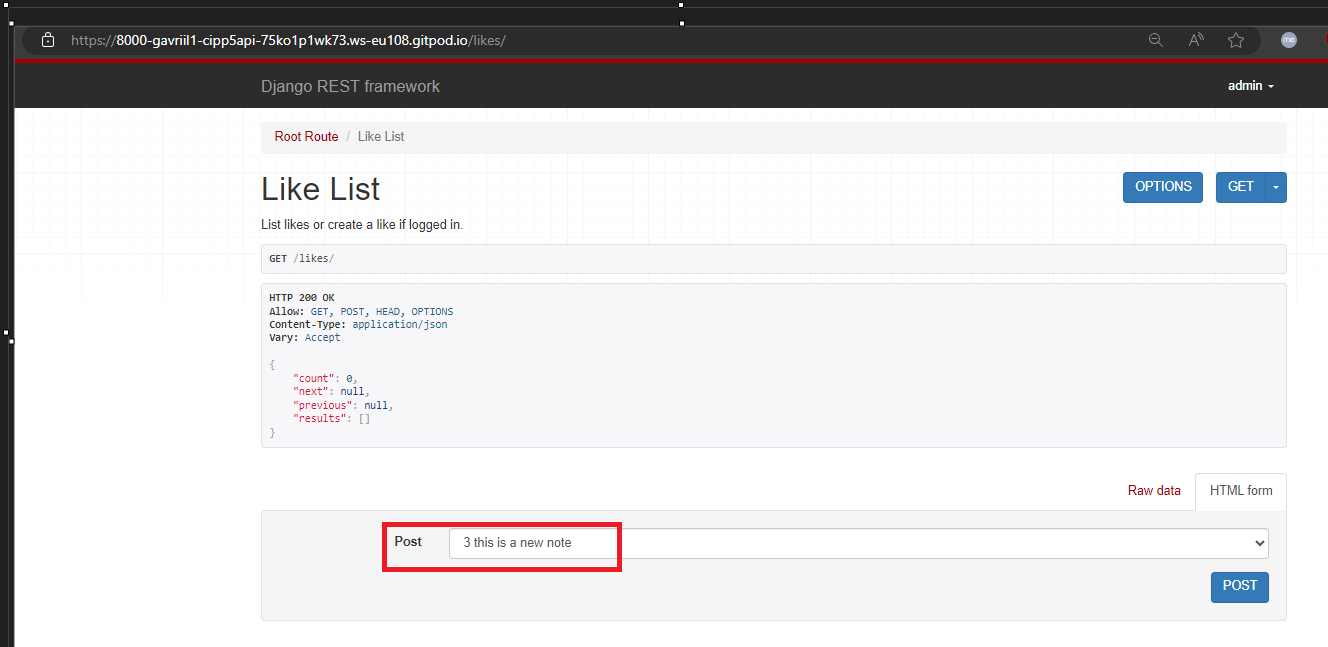 https://8000-gavriil1-cipp5api-75ko1p1wk73.ws-eu108.gitpod.io/likes/
me
Django REST framework
admin
Root Route / Like List
Like List
OPTIONS
GET
List likes or create a like if logged in.
GET /likes/
HTTP 200 OK
Allow: GET, POST, HEAD, OPTIONS
Content-Type: application/json
Vary: Accept
{
"count": 0,
"next": null,
"previous": null,
"results": []
}
Raw data
HTML form
Post
3 this is a new note
POST